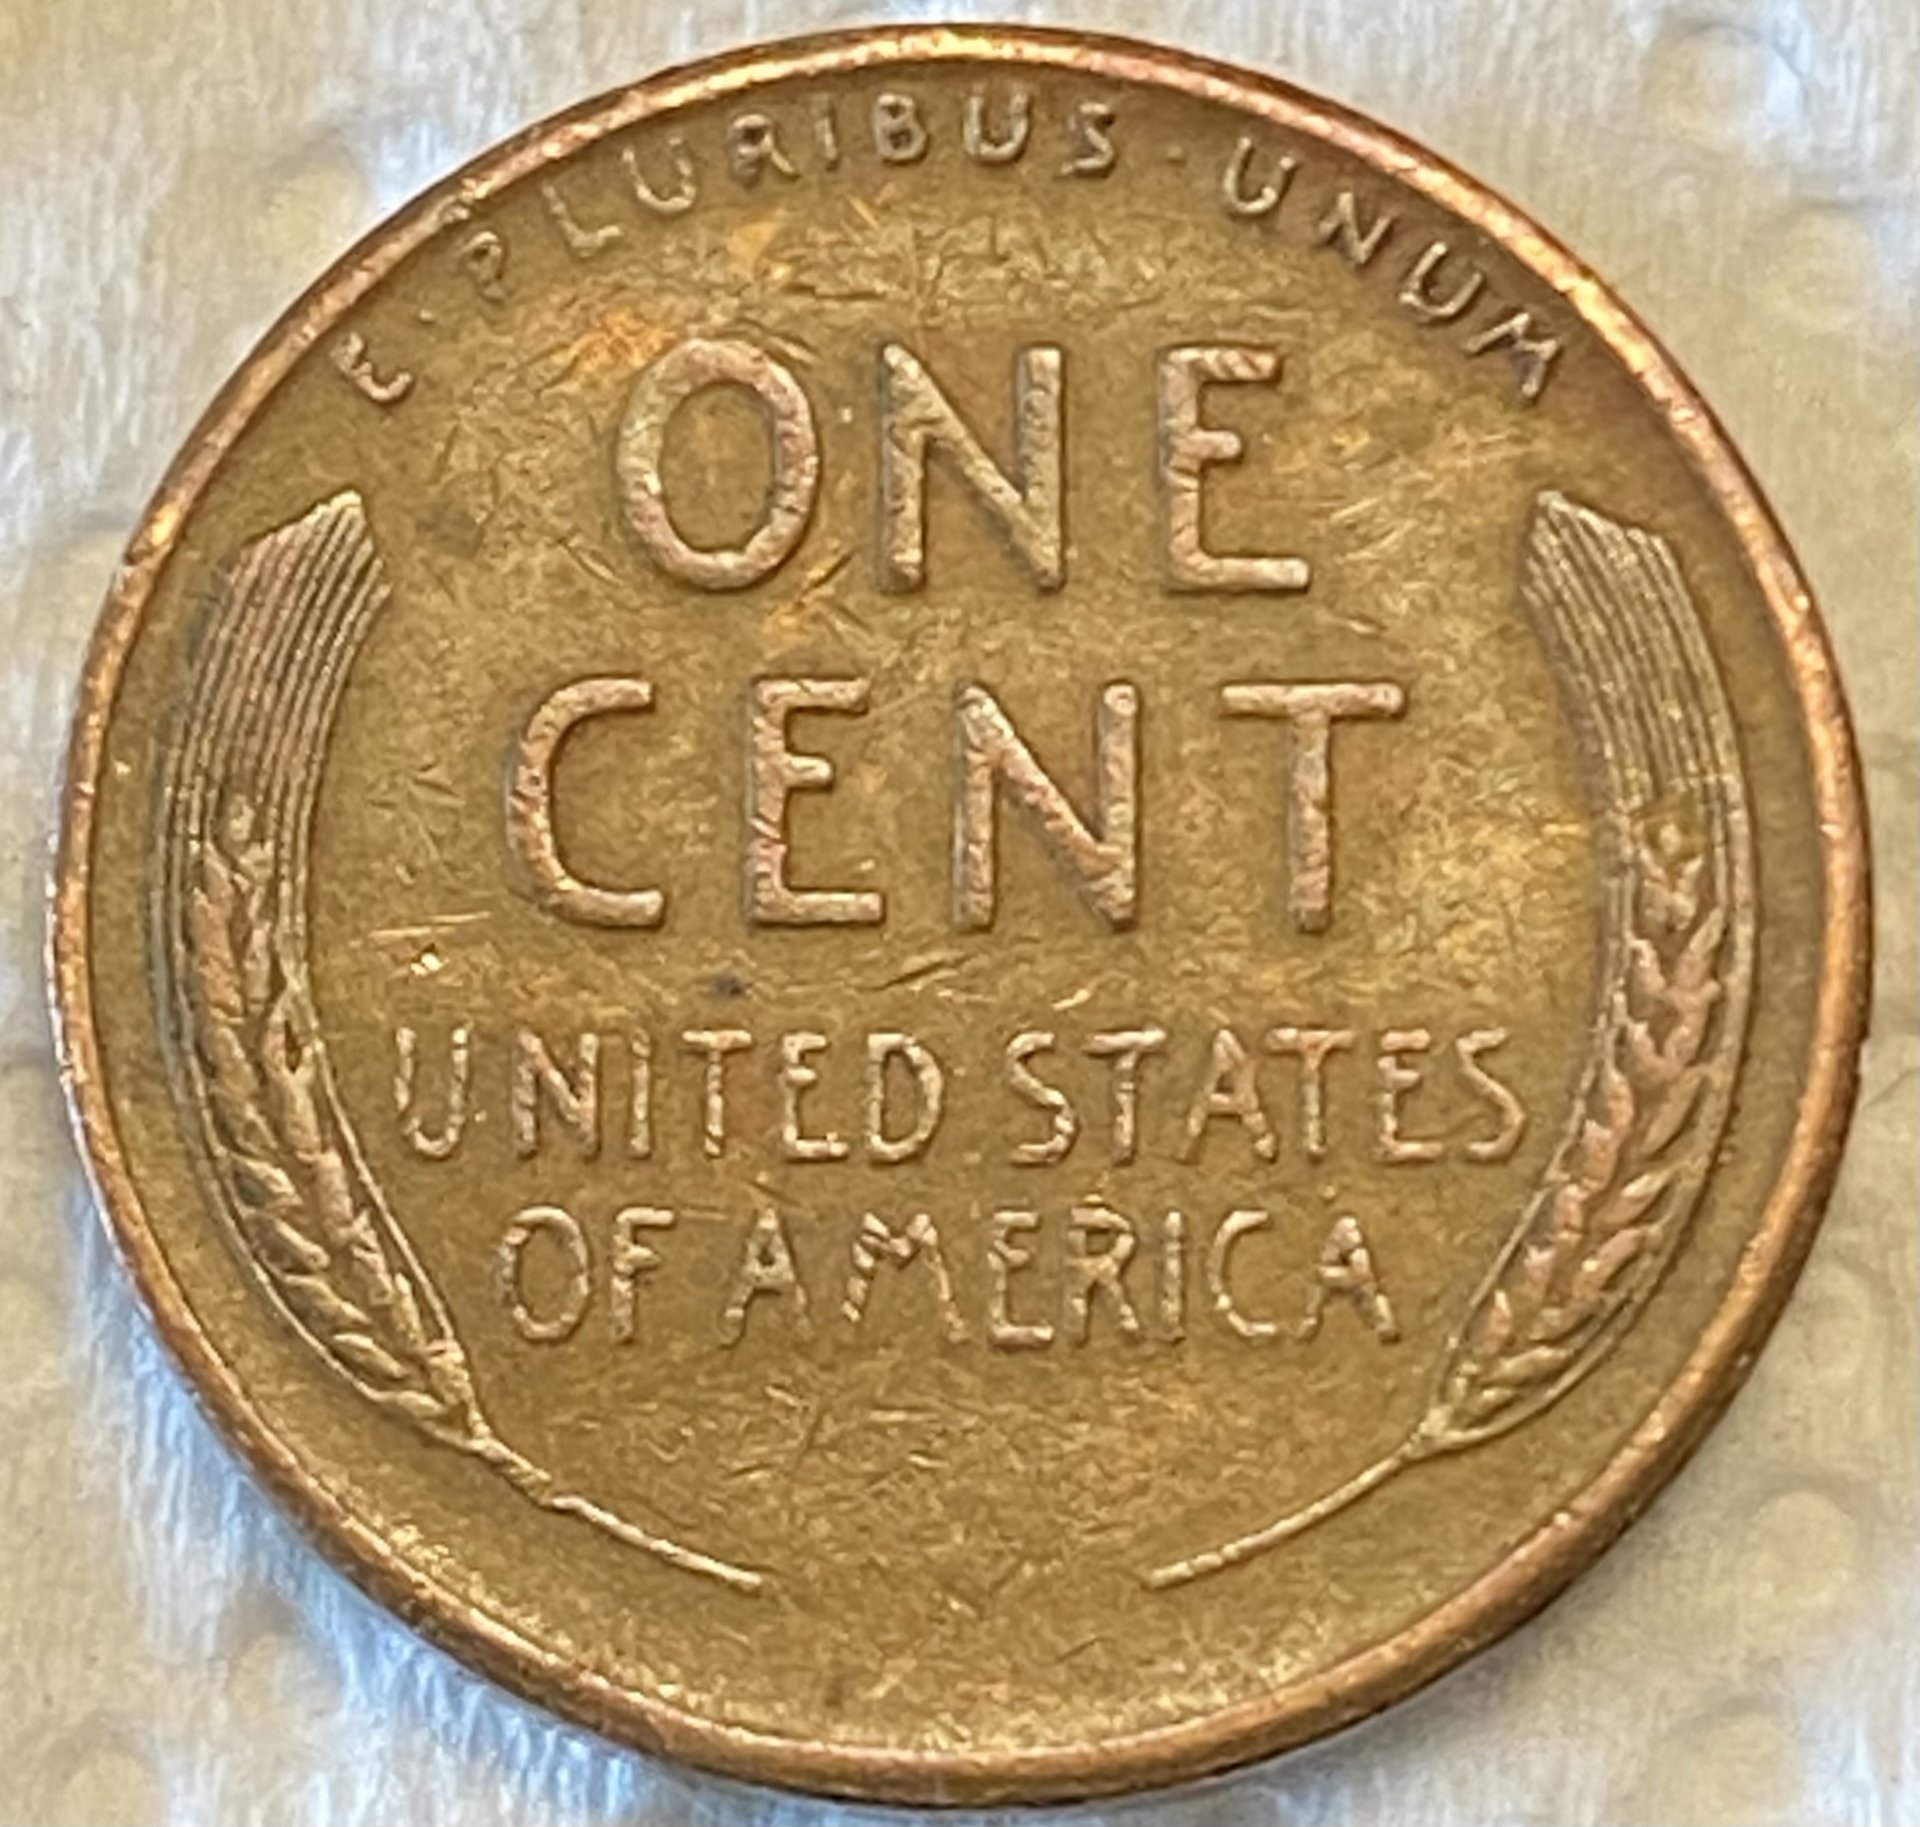 E·PLURIBUS·UNUM
ONE
CENT
UNITED STATES
OF AMERICA